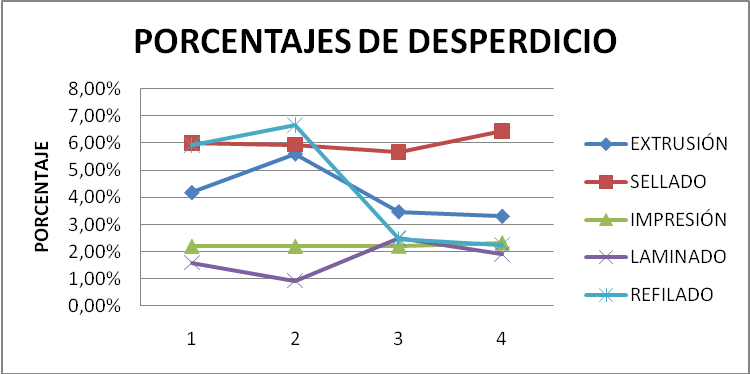 PORCENTAJES DE DESPERDICIO
PORCENTAJE
8,00%
7,00%
6,00%
5,00%
4,00%
3,00%
2,00%
1,00%
0,00%
1 2 3 4
EXTRUSIÓN
SELLADO
IMPRESIÓN
LAMINADO
REFILADO